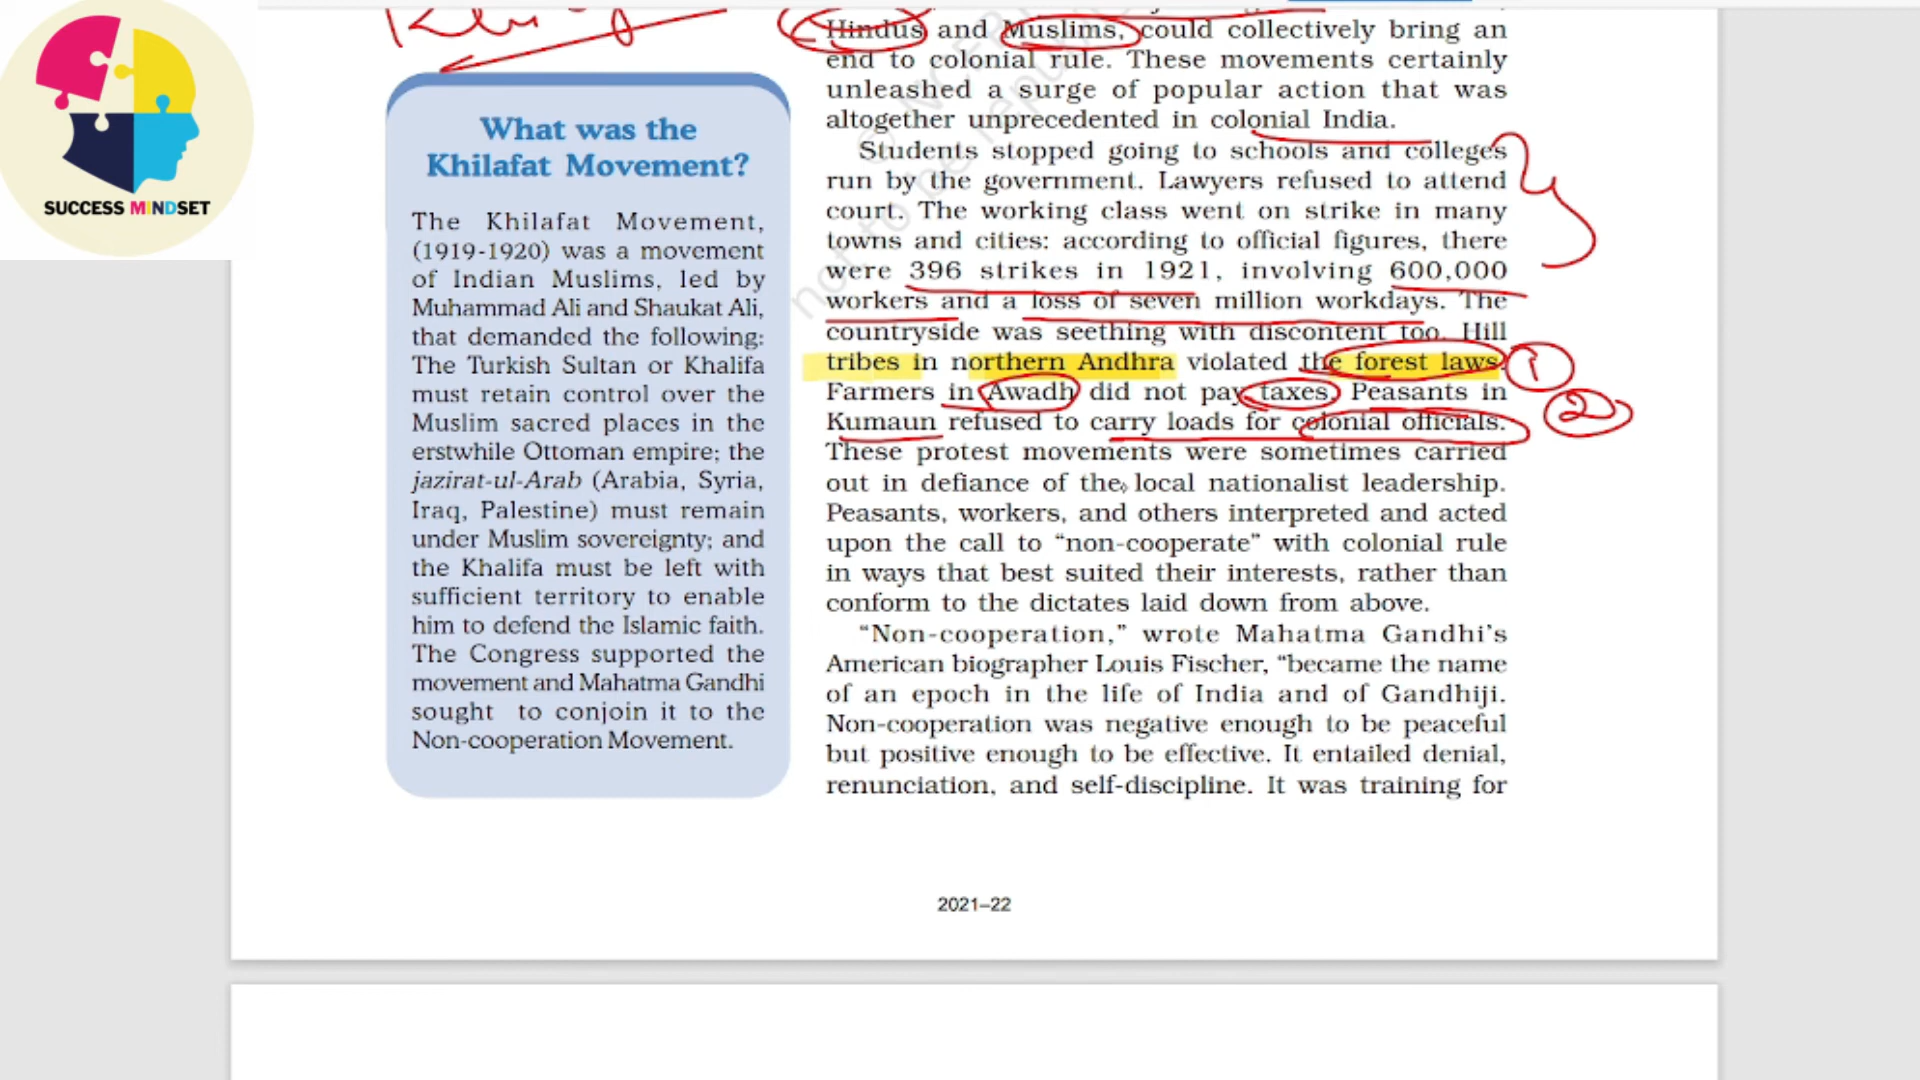 SUCCESS MINDSET
What was the
Khilafat Movement?
The Khilafat Movement,
(1919-1920) was a movement
of Indian Muslims, led by
Muhammad Ali and Shaukat Ali,
that demanded the following:
The Turkish Sultan or Khalifa
must retain control over the
Muslim sacred places in the
erstwhile Ottoman empire; the
jazirat-ul-Arab (Arabia, Syria,
Iraq, Palestine) must remain
under Muslim sovereignty; and
the Khalifa must be left with
sufficient territory to enable
him to defend the Islamic faith.
The Congress supported the
movement and Mahatma Gandhi
sought to conjoin it to the
Non-cooperation Movement.
Hindus and Muslims, could collectively bring an
end to colonial rule. These movements certainly
unleashed a surge of popular action that was
altogether unprecedented in colonial India.
Students stopped going to schools and colleges
run by the government. Lawyers refused to attend
court. The working class went on strike in many
towns and cities: according to official figures, there
were 396 strikes in 1921, involving 600,000
workers and a loss of seven million workdays. The
countryside was seething with discontent too. Hill
tribes in northern Andhra violated the forest laws.
Farmers in Awadh did not pay taxes. Peasants in
Kumaun refused to carry loads for colonial officials.
These protest movements were sometimes carried
out in defiance of the local nationalist leadership.
Peasants, workers, and others interpreted and acted
upon the call to “non-cooperate” with colonial rule
in ways that best suited their interests, rather than
conform to the dictates laid down from above.
“Non-cooperation,” wrote Mahatma Gandhi’s
American biographer Louis Fischer, “became the name
of an epoch in the life of India and of Gandhiji.
Non-cooperation was negative enough to be peaceful
but positive enough to be effective. It entailed denial,
renunciation, and self-discipline. It was training for
1
2
not to be
2021–22